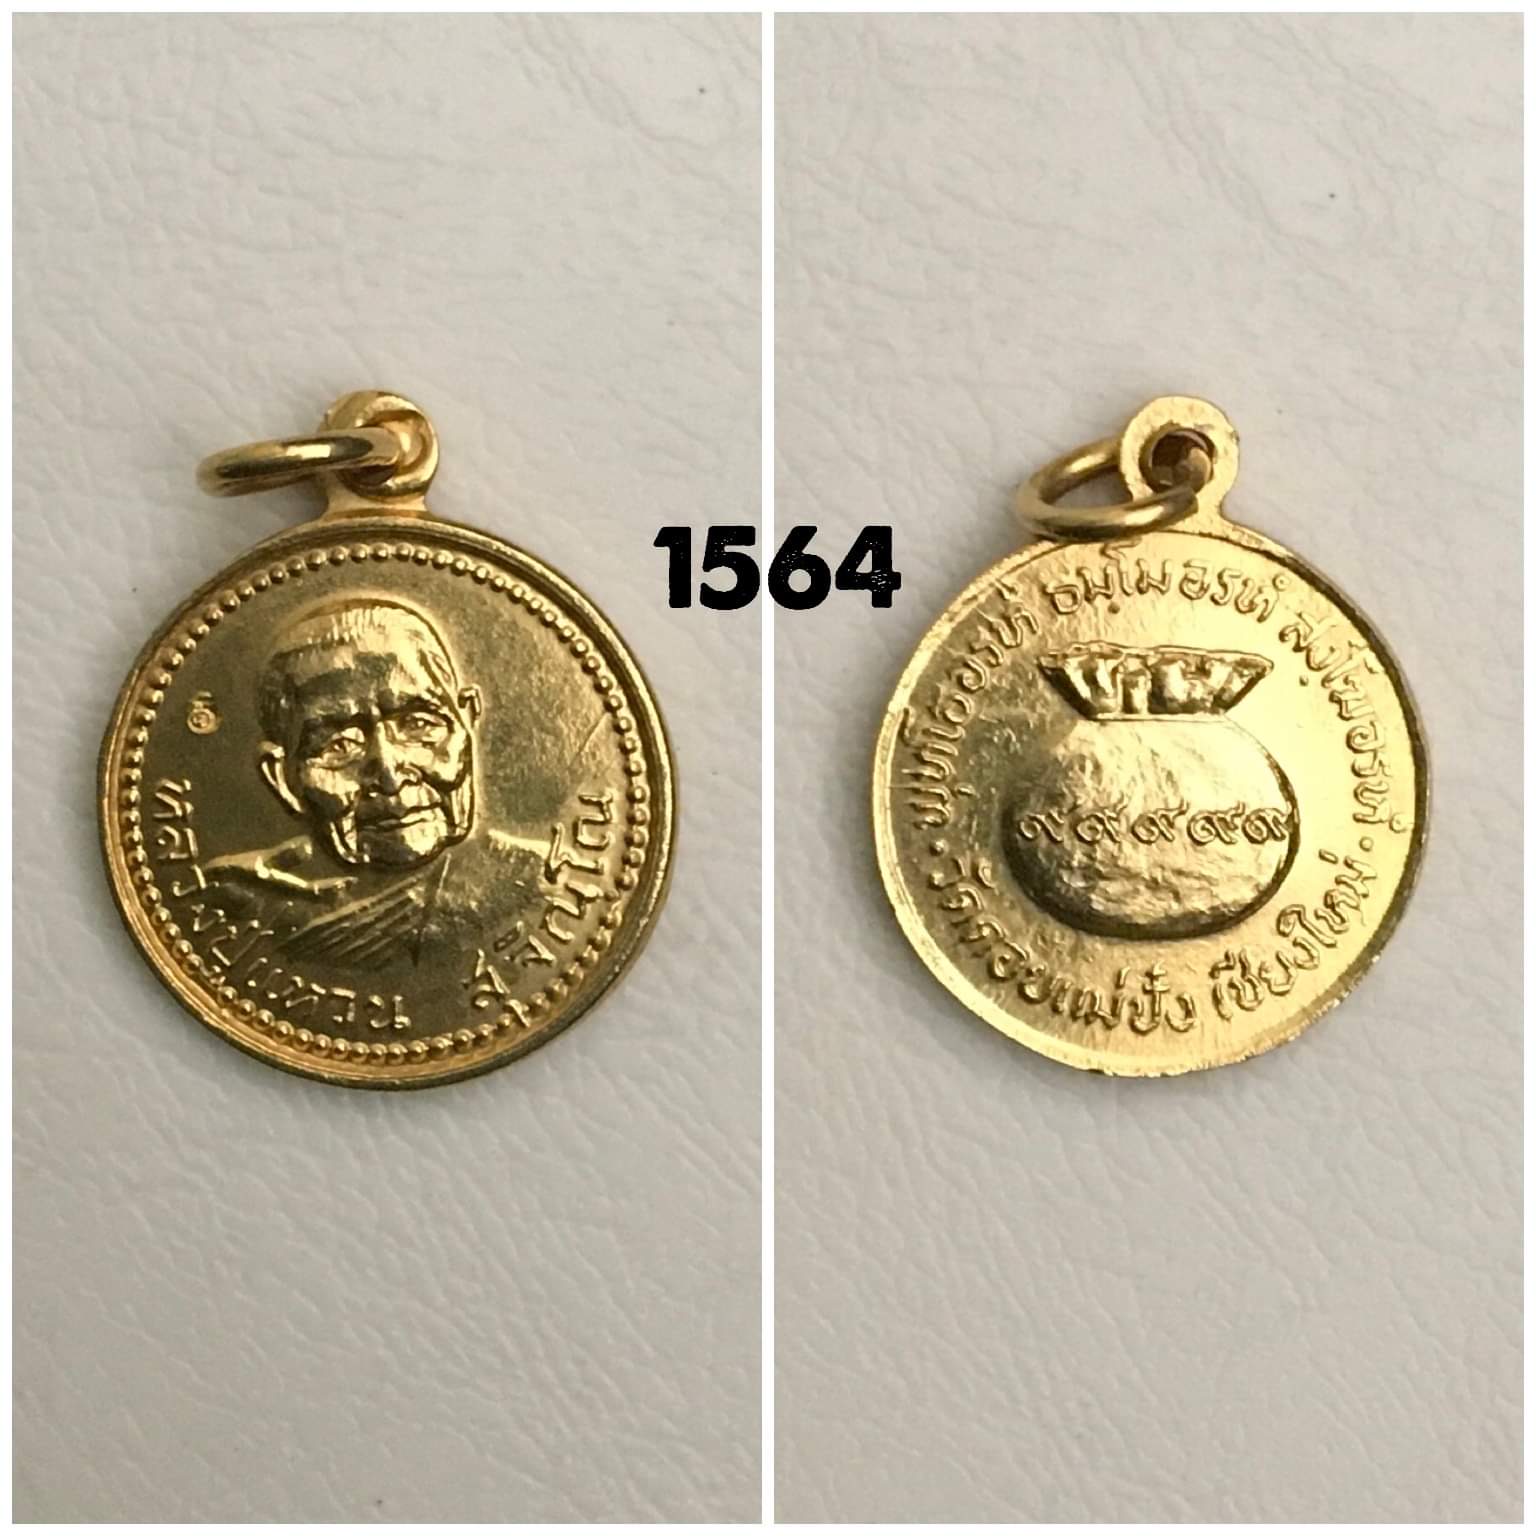 1564
หลวงปู่แหวน สุจิณฺโณ
พุทฺโธอรหํ ธมฺโมอรหํ สงฺโฆอรหํ
๙๙๙๙๙
วัดดอยแม่ปั๋ง เชียงใหม่